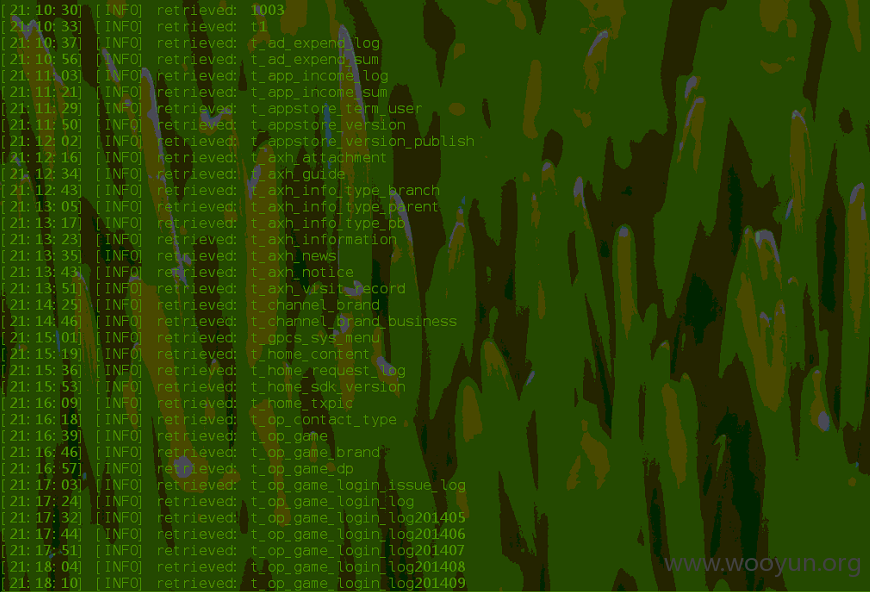 [21:10:30] [INFO] retrieved: 1003
[21:10:33] [INFO] retrieved: t1
[21:10:37] [INFO] retrieved: t_ad_expend_log
[21:10:56] [INFO] retrieved: t_ad_expend_sum
[21:11:03] [INFO] retrieved: t_app_income_log
[21:11:21] [INFO] retrieved: t_app_income_sum
[21:11:29] [INFO] retrieved: t_appstore_term_user
[21:11:50] [INFO] retrieved: t_appstore_version
[21:12:02] [INFO] retrieved: t_appstore_version_publish
[21:12:16] [INFO] retrieved: t_axh_attachment
[21:12:34] [INFO] retrieved: t_axh_guide
[21:12:43] [INFO] retrieved: t_axh_info_type_branch
[21:13:05] [INFO] retrieved: t_axh_info_type_parent
[21:13:17] [INFO] retrieved: t_axh_info_type_pb
[21:13:23] [INFO] retrieved: t_axh_information
[21:13:35] [INFO] retrieved: t_axh_news
[21:13:43] [INFO] retrieved: t_axh_notice
[21:13:51] [INFO] retrieved: t_axh_visit_record
[21:14:25] [INFO] retrieved: t_channel_brand
[21:14:46] [INFO] retrieved: t_channel_brand_business
[21:15:01] [INFO] retrieved: t_cpcs_sys_menu
[21:15:19] [INFO] retrieved: t_home_content
[21:15:36] [INFO] retrieved: t_home_request_log
[21:15:53] [INFO] retrieved: t_home_sdk_version
[21:16:09] [INFO] retrieved: t_home_txpic
[21:16:18] [INFO] retrieved: t_op_contact_type
[21:16:39] [INFO] retrieved: t_op_game
[21:16:46] [INFO] retrieved: t_op_game_brand
[21:16:57] [INFO] retrieved: t_op_game_dp
[21:17:03] [INFO] retrieved: t_op_game_login_issue_log
[21:17:24] [INFO] retrieved: t_op_game_login_log
[21:17:32] [INFO] retrieved: t_op_game_login_log201405
[21:17:44] [INFO] retrieved: t_op_game_login_log201406
[21:17:51] [INFO] retrieved: t_op_game_login_log201407
[21:18:04] [INFO] retrieved: t_op_game_login_log201408
[21:18:10] [INFO] retrieved: t_op_game_login_log201409
www.wooyun.org